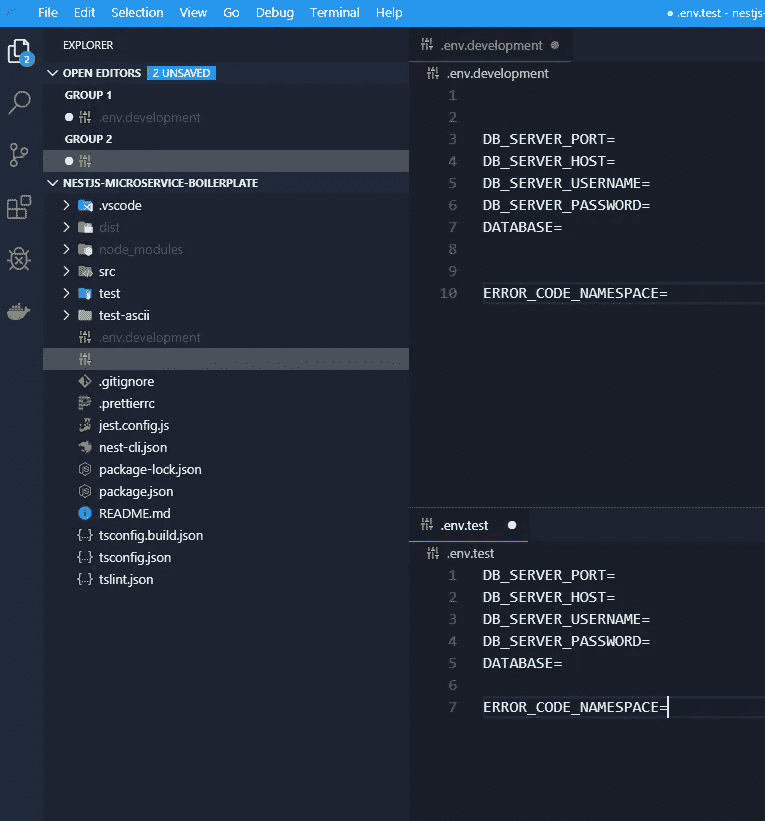 File Edit Selection View Go Debug Terminal Help
● .env.test - nestjs-
2
EXPLORER
OPEN EDITORS 2 UNSAVED
GROUP 1
.env.development
GROUP 2
NESTJS-MICROSERVICE-BOILERPLATE
.vscode
dist
node_modules
src
test
test-ascii
.env.development
.gitignore
.prettierrc
jest.config.js
nest-cli.json
package-lock.json
package.json
README.md
{..} tsconfig.build.json
{..} tsconfig.json
{..} tslint.json
.env.development
.env.development
1
2
3 DB_SERVER_PORT=
4 DB_SERVER_HOST=
5 DB_SERVER_USERNAME=
6 DB_SERVER_PASSWORD=
7 DATABASE=
8
9
10 ERROR_CODE_NAMESPACE=
.env.test
.env.test
1 DB_SERVER_PORT=
2 DB_SERVER_HOST=
3 DB_SERVER_USERNAME=
4 DB_SERVER_PASSWORD=
5 DATABASE=
6
7 ERROR_CODE_NAMESPACE=